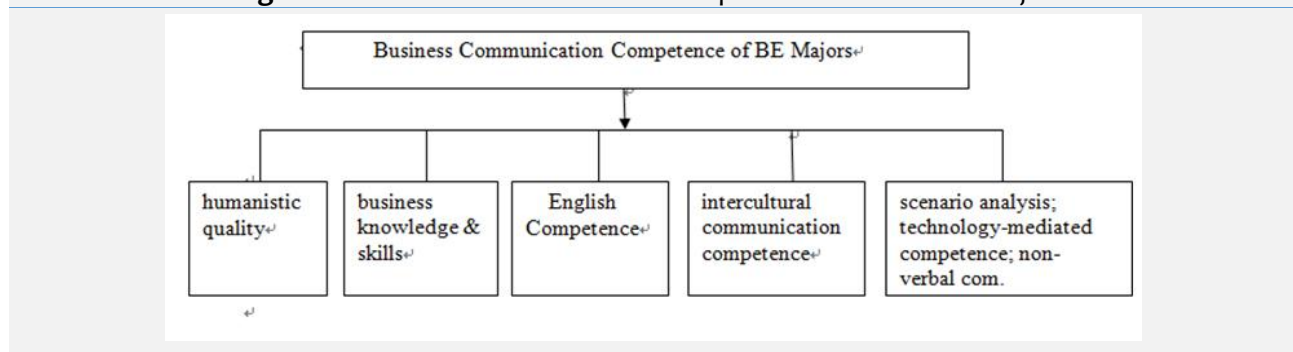 Business Communication Competence of BE Majors↵
humanistic
quality↵
business
knowledge &
skills↵
English
Competence↵
intercultural
communication
competence↵
scenario analysis;
technology-mediated
competence; non-
verbal com.